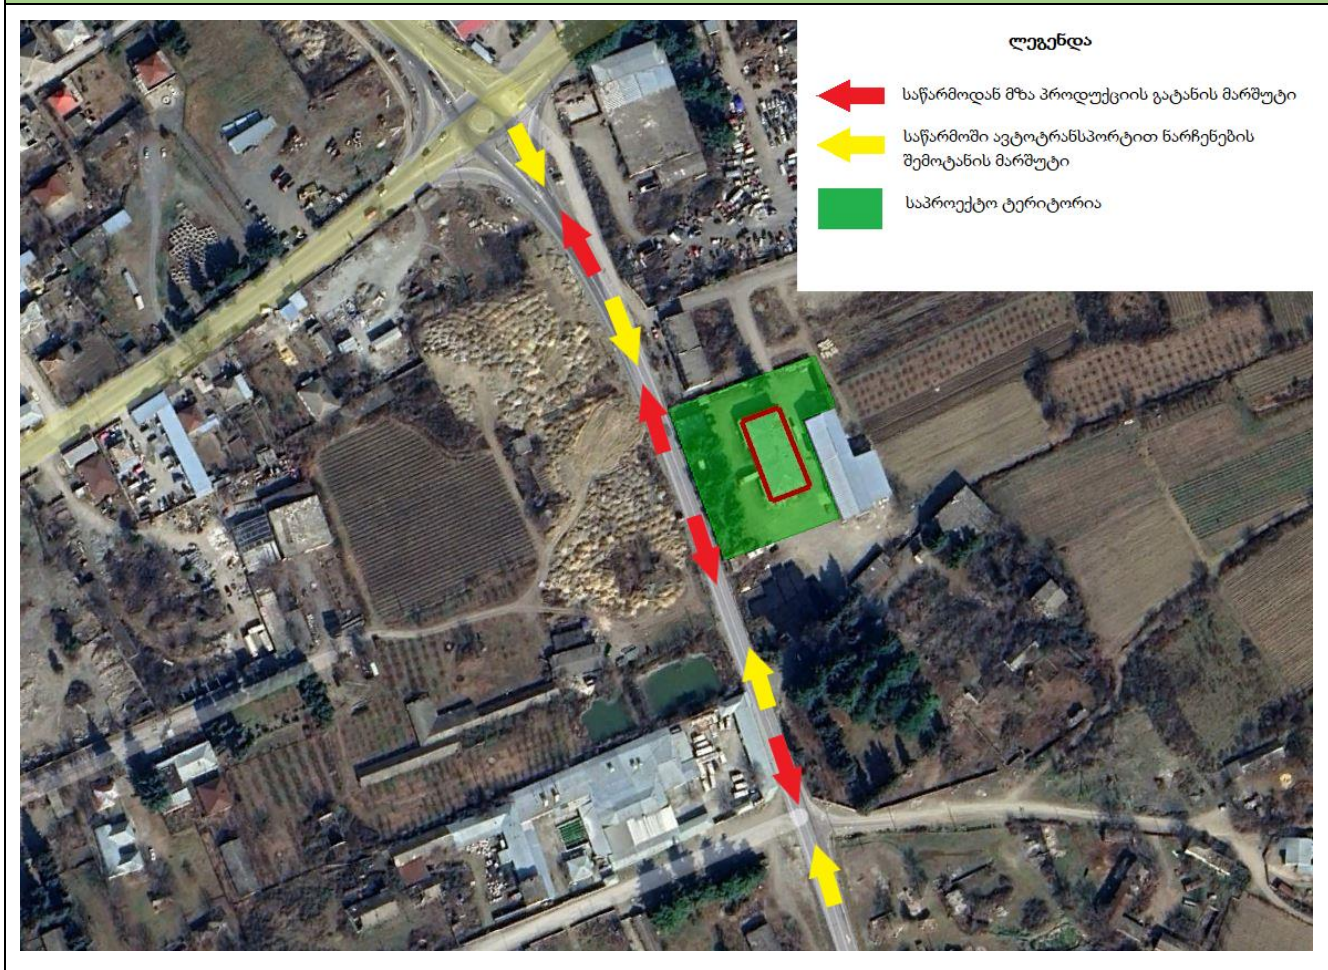 ლეგენდა
საწარმოდან მზა პროდუქციის გატანის მარშუტი
საწარმოში ავტოტრანსპორტით ნარჩენების
შემოტანის მარშუტი
საპროექტო ტერიტორია